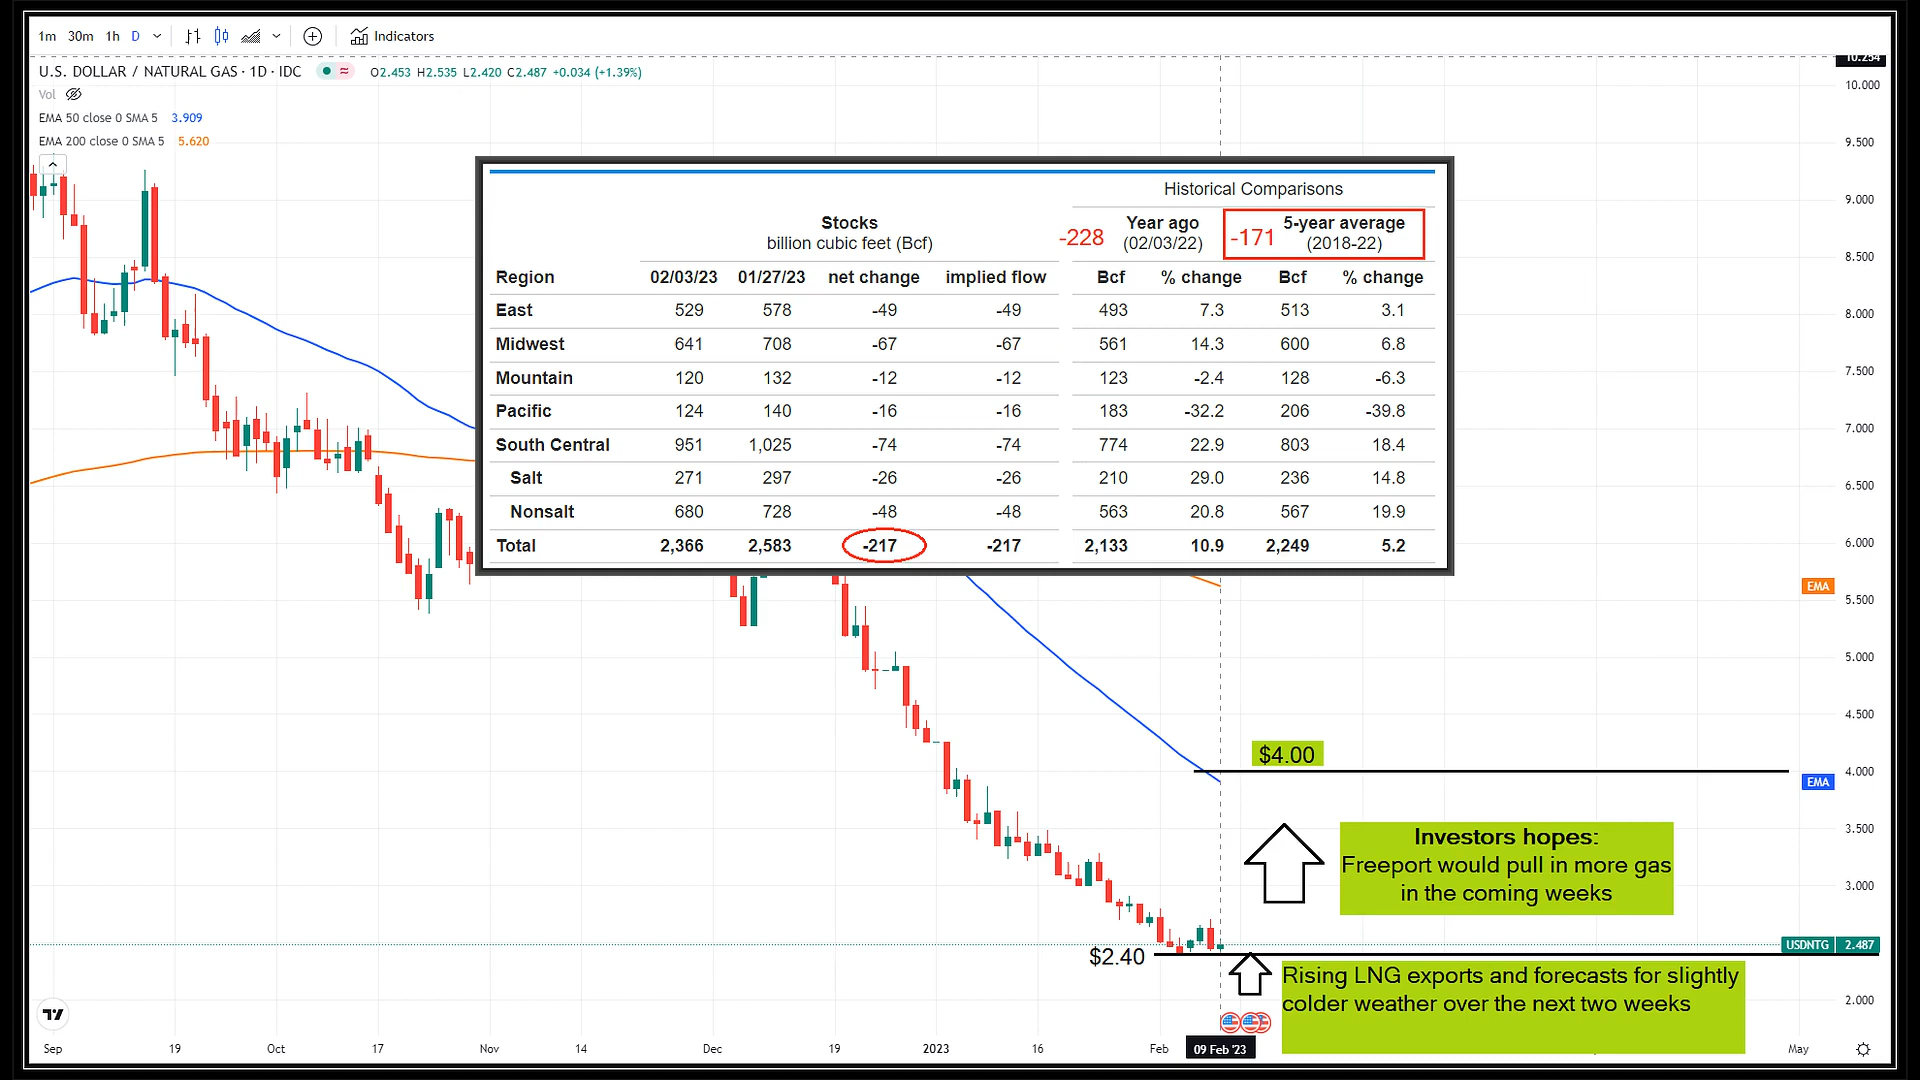 1m 30m 1h D Indicators
U.S. DOLLAR / NATURAL GAS · 1D · IDC O2.453 H2.535 L2.420 C2.487 +0.034 (+1.39%)
Vol
EMA 50 close 0 SMA 5 3.909
EMA 200 close 0 SMA 5 5.620
Historical Comparisons
Stocks
billion cubic feet (Bcf)
-228 Year ago
(02/03/22)
-171 5-year average
(2018-22)
Region 02/03/23 01/27/23 net change implied flow Bcf % change Bcf % change
East 529 578 -49 -49 493 7.3 513 3.1
Midwest 641 708 -67 -67 561 14.3 600 6.8
Mountain 120 132 -12 -12 123 -2.4 128 -6.3
Pacific 124 140 -16 -16 183 -32.2 206 -39.8
South Central 951 1,025 -74 -74 774 22.9 803 18.4
Salt 271 297 -26 -26 210 29.0 236 14.8
Nonsalt 680 728 -48 -48 563 20.8 567 19.9
Total 2,366 2,583 -217 -217 2,133 10.9 2,249 5.2
10.254
10.000
9.500
9.000
8.500
8.000
7.500
7.000
6.500
6.000
EMA
5.500
5.000
4.500
$4.00
4.000
EMA
3.500
Investors hopes:
Freeport would pull in more gas
in the coming weeks
3.000
USDNTG 2.487
$2.40
Rising LNG exports and forecasts for slightly
colder weather over the next two weeks
2.000
Sep 19 Oct 17 Nov 14 Dec 19 2023 16 Feb 09 Feb '23 May